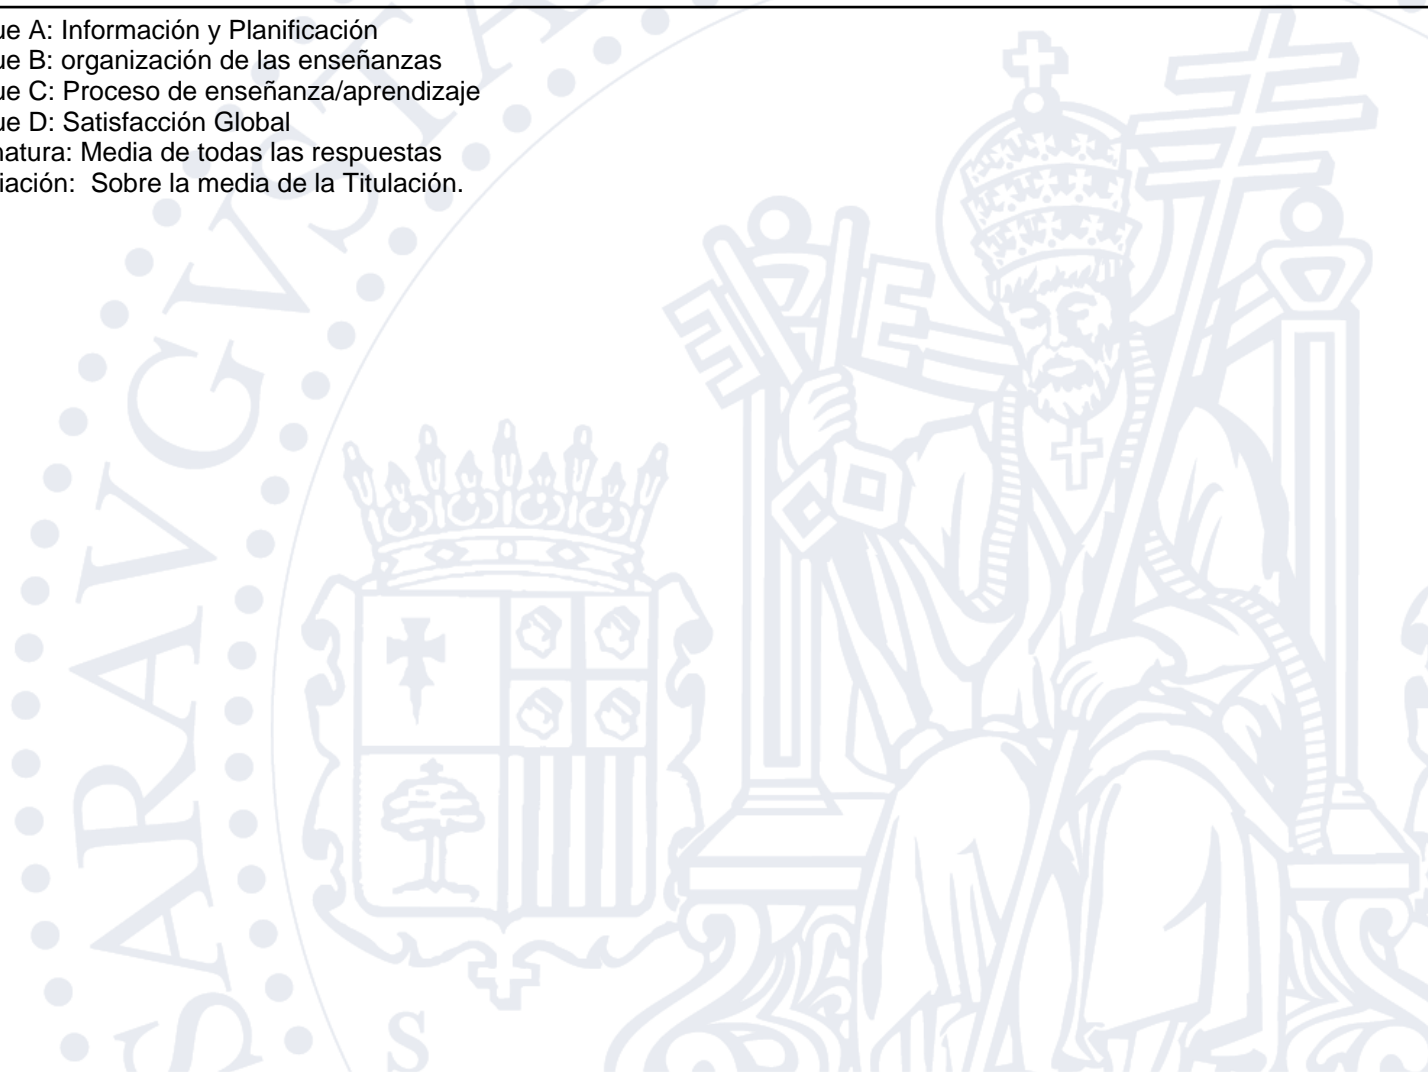 ue A: Información y Planificación
ue B: organización de las enseñanzas
ue C: Proceso de enseñanza/aprendizaje
ue D: Satisfacción Global
natura: Media de todas las respuestas
iación: Sobre la media de la Titulación.
SARAVGVSTA
S